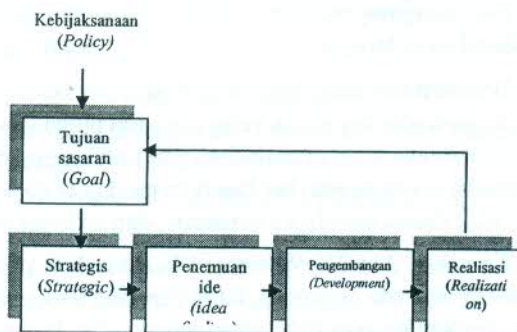 Kebijaksanaan
(Policy)
Tujuan
sasaran
(Goal)
Strategis
(Strategic)
Penemuan
ide
(idea
Pengembangan
(Development)
Realisasi
(Realizati
on)